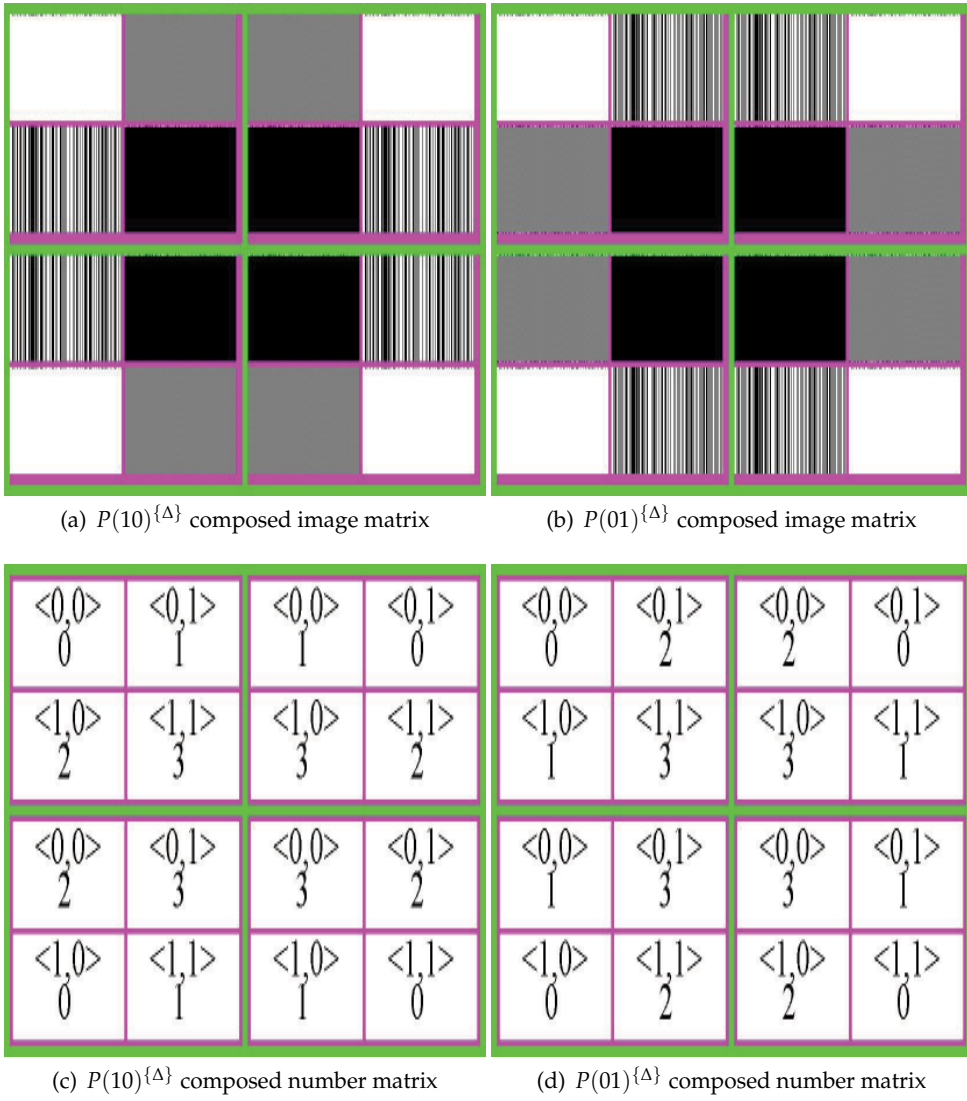 (a) P(10){Δ} composed image matrix
(b) P(01){Δ} composed image matrix
<0,0> <0,1> <0,0> <0,1>
0 1 1 0
<1,0> <1,1> <1,0> <1,1>
2 3 3 2
<0,0> <0,1> <0,0> <0,1>
2 3 3 2
<1,0> <1,1> <1,0> <1,1>
0 1 1 0
(c) P(10){Δ} composed number matrix
<0,0> <0,1> <0,0> <0,1>
0 2 2 0
<1,0> <1,1> <1,0> <1,1>
1 3 3 1
<0,0> <0,1> <0,0> <0,1>
1 3 3 1
<1,0> <1,1> <1,0> <1,1>
0 2 2 0
(d) P(01){Δ} composed number matrix